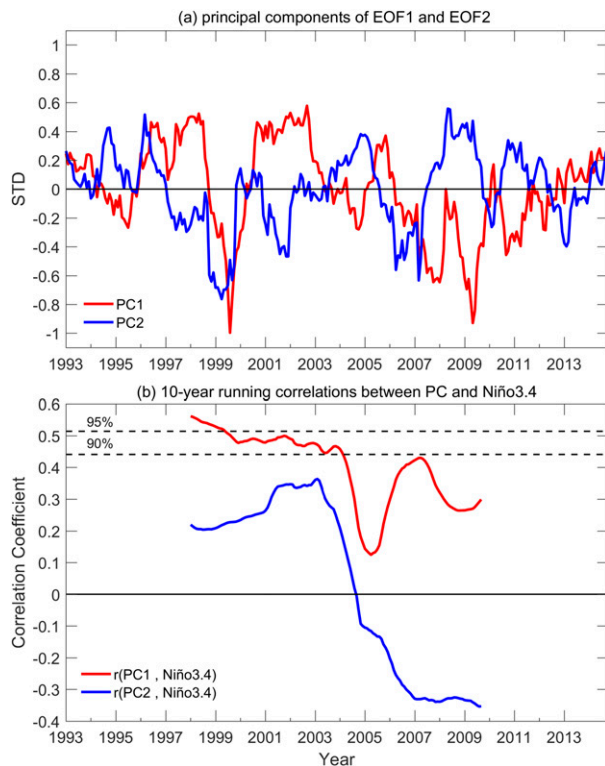 (a) principal components of EOF1 and EOF2
1
0.8
0.6
0.4
0.2
0
-0.2
-0.4
-0.6
-0.8
-1
STD
PC1
PC2
1993 1995 1997 1999 2001 2003 2005 2007 2009 2011 2013
(b) 10-year running correlations between PC and Niño3.4
0.6
0.5
0.4
0.3
0.2
0.1
0
-0.1
-0.2
-0.3
-0.4
Correlation Coefficient
95%
90%
r(PC1 , Niño3.4)
r(PC2 , Niño3.4)
1993 1995 1997 1999 2001 2003 2005 2007 2009 2011 2013
Year